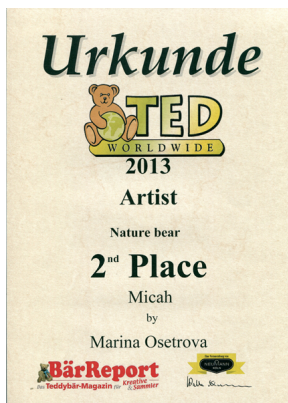 Urkunde
TED
WORLDWIDE
2013
Artist
Nature bear
2nd Place
Micah
by
Marina Osetrova
BärReport
Das Teddybär-Magazin für Kreative & Sammler